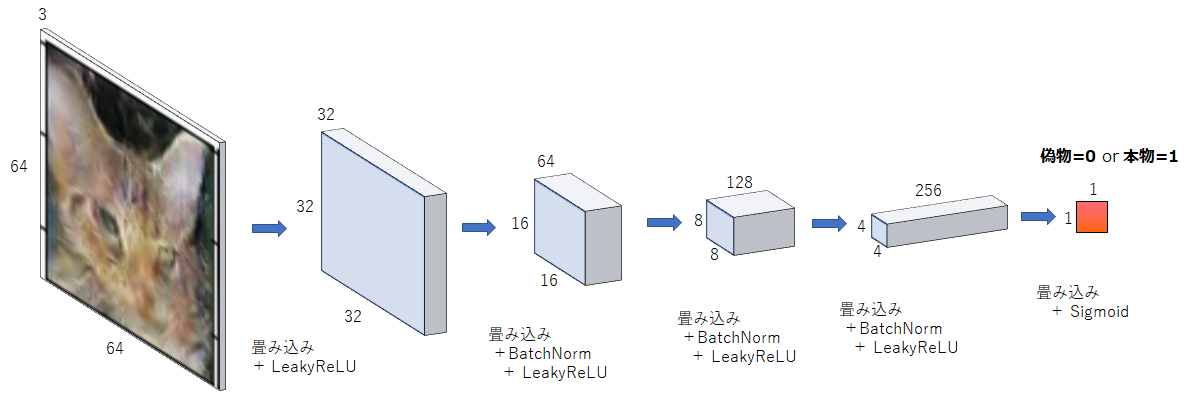 3
64
64
畳み込み
+ LeakyReLU
32
32
32
畳み込み
+BatchNorm
+ LeakyReLU
64
16
16
畳み込み
+BatchNorm
+ LeakyReLU
128
8
8
畳み込み
+BatchNorm
+ LeakyReLU
256
4
4
畳み込み
+ Sigmoid
偽物=0 or 本物=1
1
1